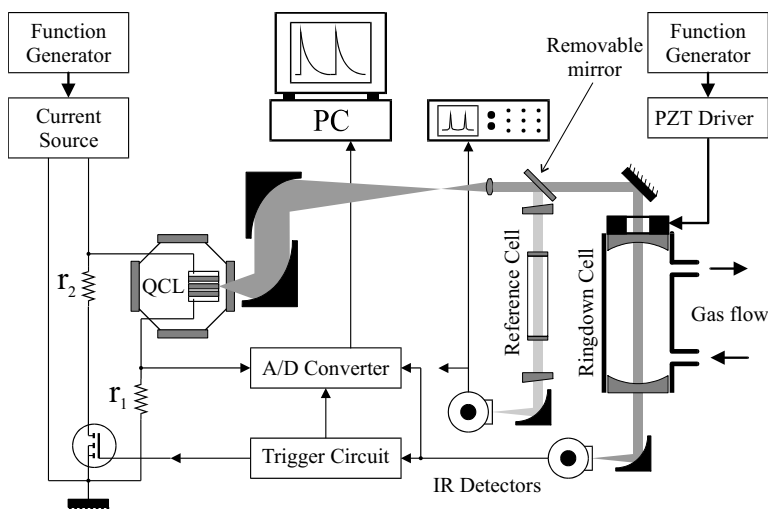 Function
Generator
Current
Source
PC
Removable
mirror
Function
Generator
PZT Driver
QCL
r2
r1
Reference Cell
Ringdown Cell
Gas flow
A/D Converter
Trigger Circuit
IR Detectors